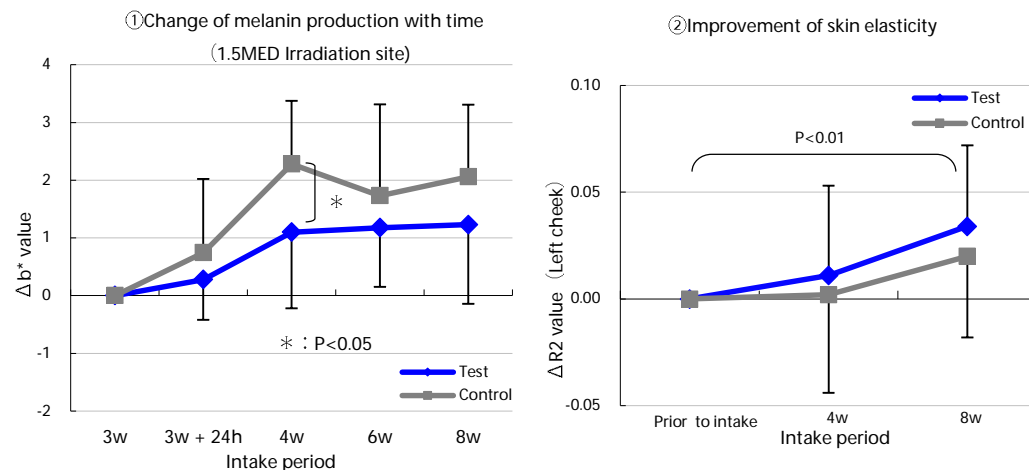 ①Change of melanin production with time
(1.5MED Irradiation site)
4
3
2
1
0
-1
-2
Δb* value
Test
Control
＊
＊：P<0.05
Test
Control
3w
3w + 24h
4w
6w
8w
Intake period
②Improvement of skin elasticity
0.10
0.05
0.00
-0.05
ΔR2 value (Left cheek)
Test
Control
P<0.01
Prior to intake
4w
8w
Intake period